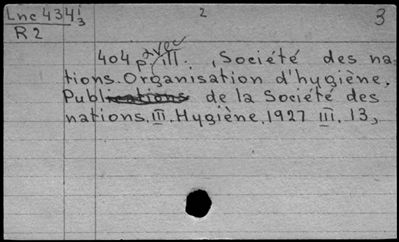 Lnc 434 i/3 2 3
R 2
404 p avec ill. (Société des na-
tions. Organisation d'hygiène.
Publications de la Société des
nations. III. Hygiène. 1927 III. 13)